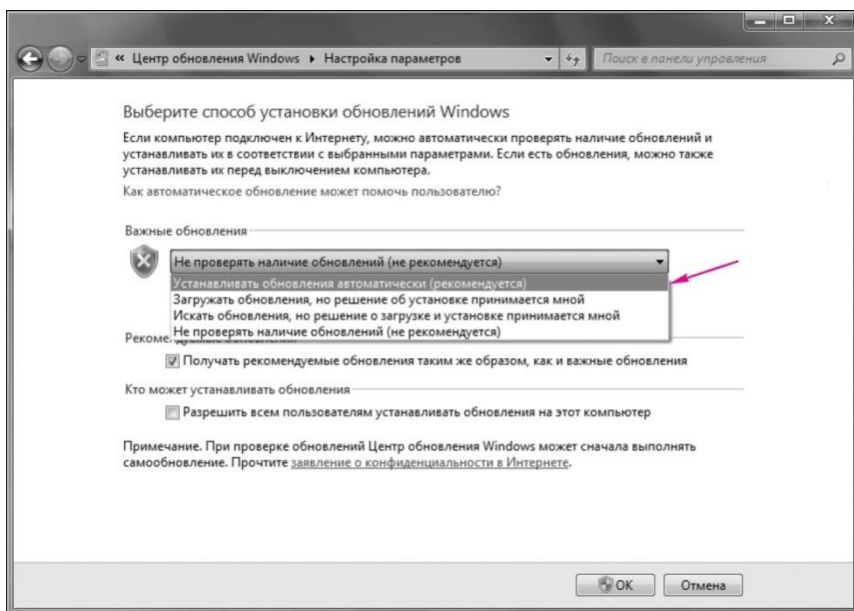 « Центр обновления Windows ▸ Настройка параметров
Поиск в панели управления
Выберите способ установки обновлений Windows
Если компьютер подключен к Интернету, можно автоматически проверять наличие обновлений и
устанавливать их в соответствии с выбранными параметрами. Если есть обновления, можно также
устанавливать их перед выключением компьютера.
Как автоматическое обновление может помочь пользователю?
Важные обновления
Не проверять наличие обновлений (не рекомендуется)
Устанавливать обновления автоматически (рекомендуется)
Загружать обновления, но решение об установке принимается мной
Искать обновления, но решение о загрузке и установке принимается мной
Не проверять наличие обновлений (не рекомендуется)
Получать рекомендуемые обновления таким же образом, как и важные обновления
Кто может устанавливать обновления
Разрешить всем пользователям устанавливать обновления на этот компьютер
Примечание. При проверке обновлений Центр обновления Windows может сначала выполнять
самообновление. Прочтите заявление о конфиденциальности в Интернете.
OK
Отмена